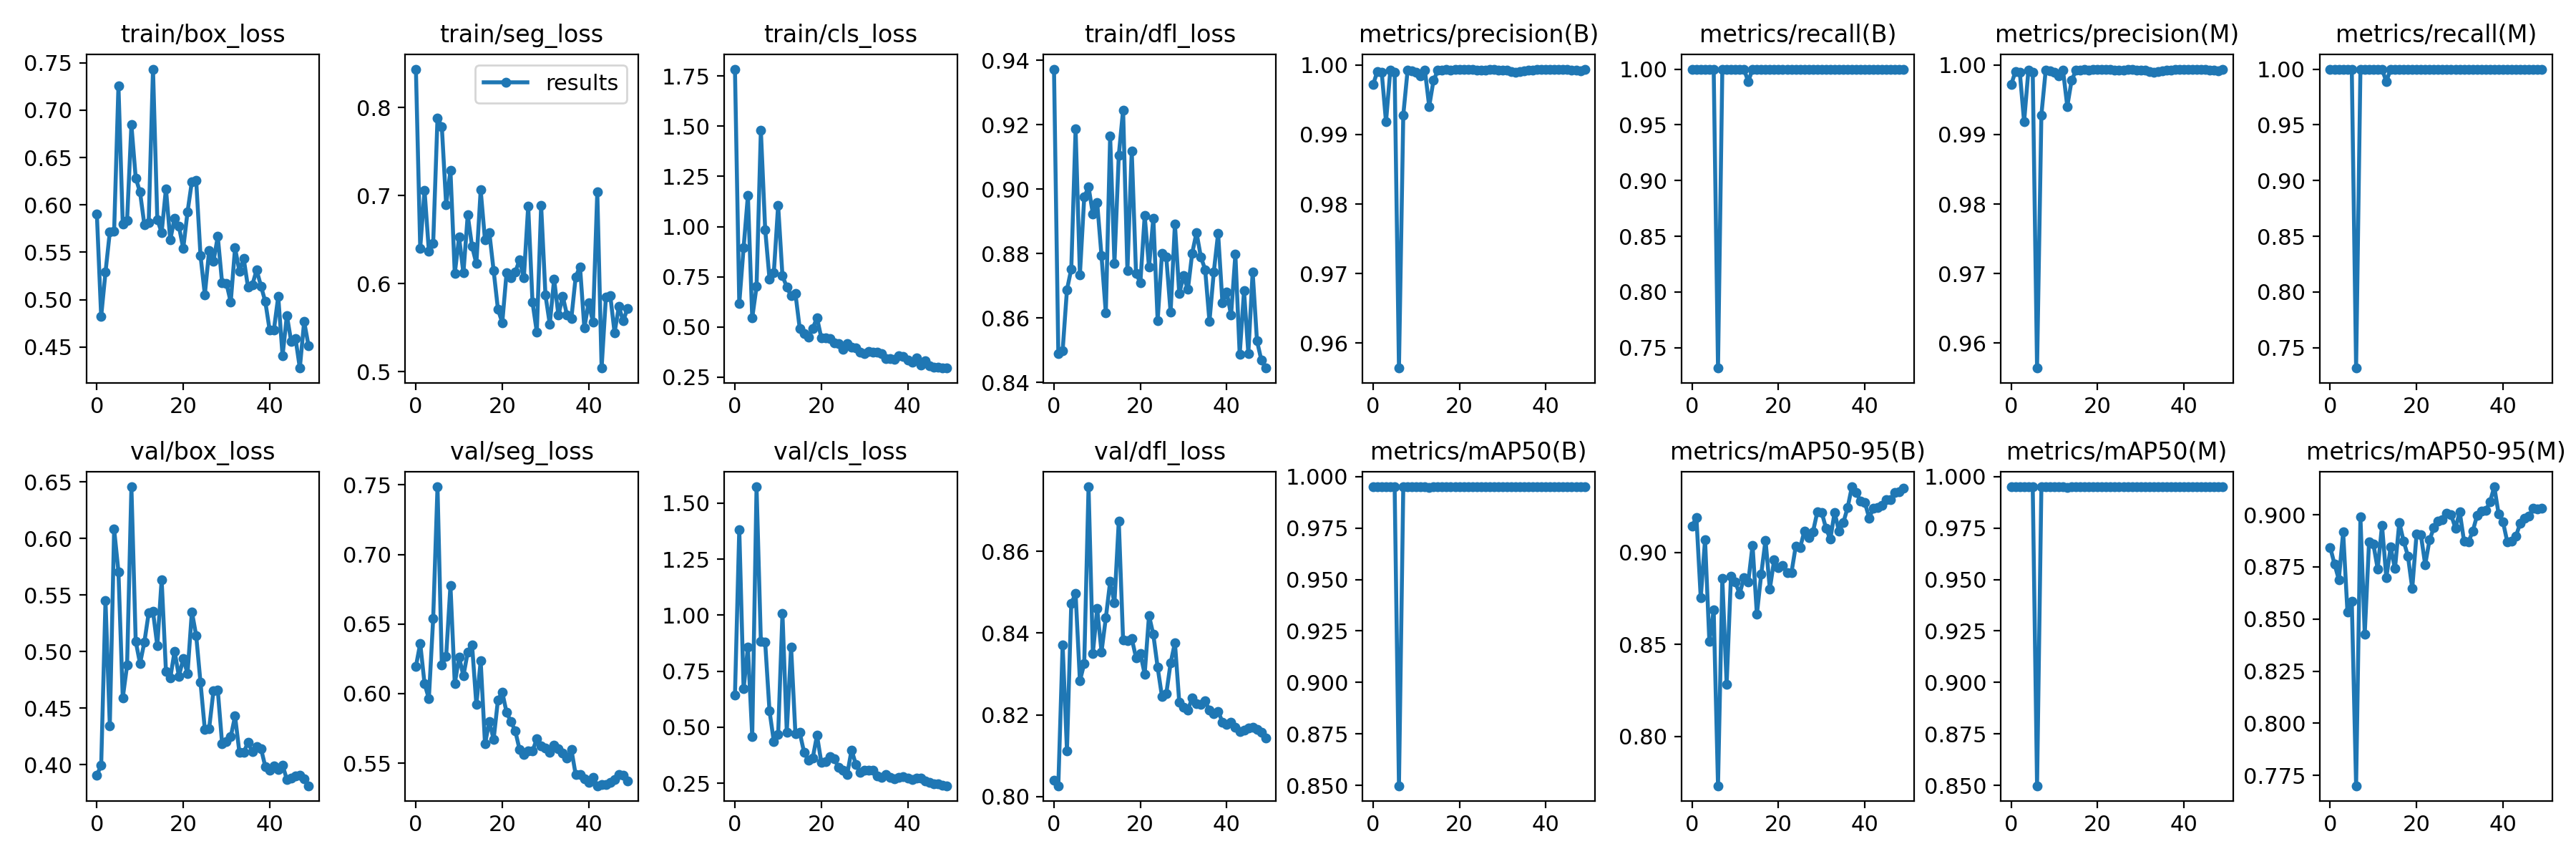 train/box_loss
train/seg_loss
train/cls_loss
train/dfl_loss
metrics/precision(B)
metrics/recall(B)
metrics/precision(M)
metrics/recall(M)
0.75
0.70
0.65
0.60
0.55
0.50
0.45
0 20 40
results
0.8
0.7
0.6
0.5
0 20 40
1.75
1.50
1.25
1.00
0.75
0.50
0.25
0 20 40
0.94
0.92
0.90
0.88
0.86
0.84
0 20 40
1.00
0.99
0.98
0.97
0.96
0 20 40
1.00
0.95
0.90
0.85
0.80
0.75
0 20 40
1.00
0.99
0.98
0.97
0.96
0 20 40
1.00
0.95
0.90
0.85
0.80
0.75
0 20 40
val/box_loss
val/seg_loss
val/cls_loss
val/dfl_loss
metrics/mAP50(B)
metrics/mAP50-95(B)
metrics/mAP50(M)
metrics/mAP50-95(M)
0.65
0.60
0.55
0.50
0.45
0.40
0 20 40
0.75
0.70
0.65
0.60
0.55
0 20 40
1.50
1.25
1.00
0.75
0.50
0.25
0 20 40
0.86
0.84
0.82
0.80
0 20 40
1.000
0.975
0.950
0.925
0.900
0.875
0.850
0 20 40
0.90
0.85
0.80
0 20 40
1.000
0.975
0.950
0.925
0.900
0.875
0.850
0 20 40
0.900
0.875
0.850
0.825
0.800
0.775
0 20 40